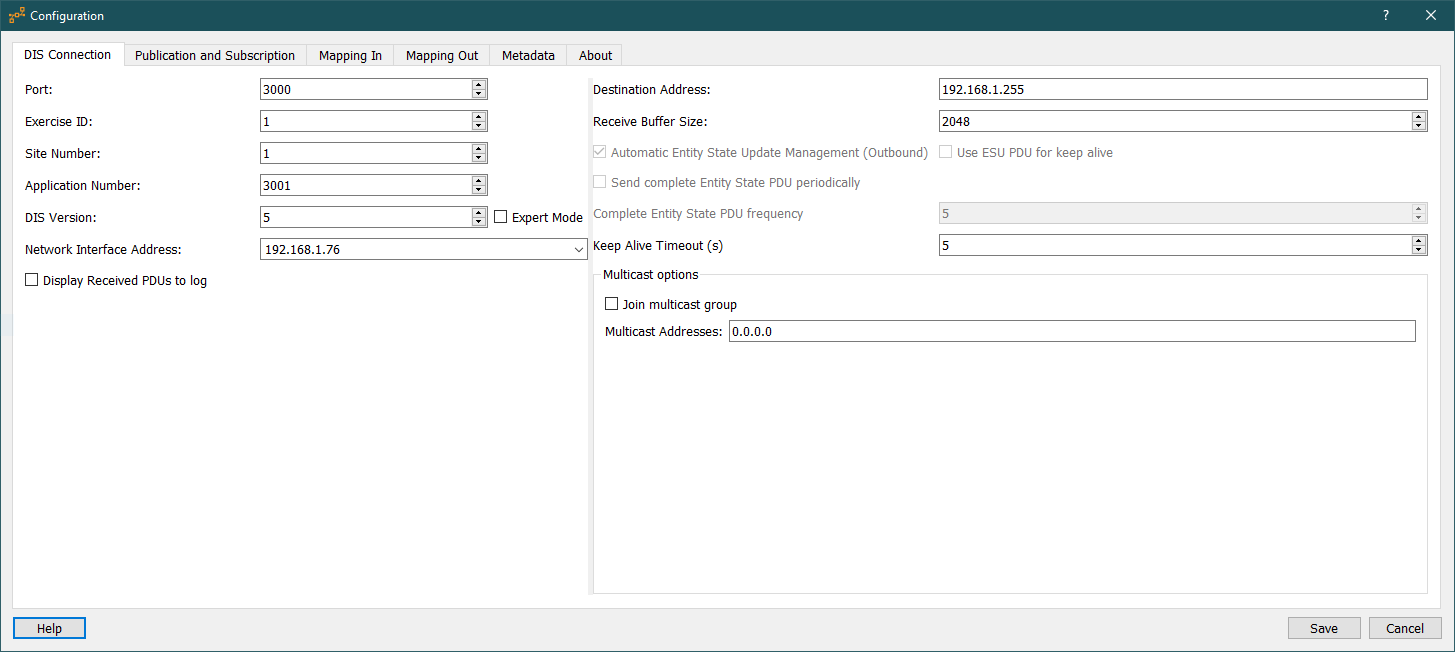 Configuration
DIS Connection Publication and Subscription Mapping In Mapping Out Metadata About
Port: 3000
Exercise ID: 1
Site Number: 1
Application Number: 3001
DIS Version: 5 Expert Mode
Network Interface Address: 192.168.1.76
Display Received PDUs to log
Destination Address: 192.168.1.255
Receive Buffer Size: 2048
Automatic Entity State Update Management (Outbound) Use ESU PDU for keep alive
Send complete Entity State PDU periodically
Complete Entity State PDU frequency 5
Keep Alive Timeout (s) 5
Multicast options
Join multicast group
Multicast Addresses: 0.0.0.0
Help Save Cancel